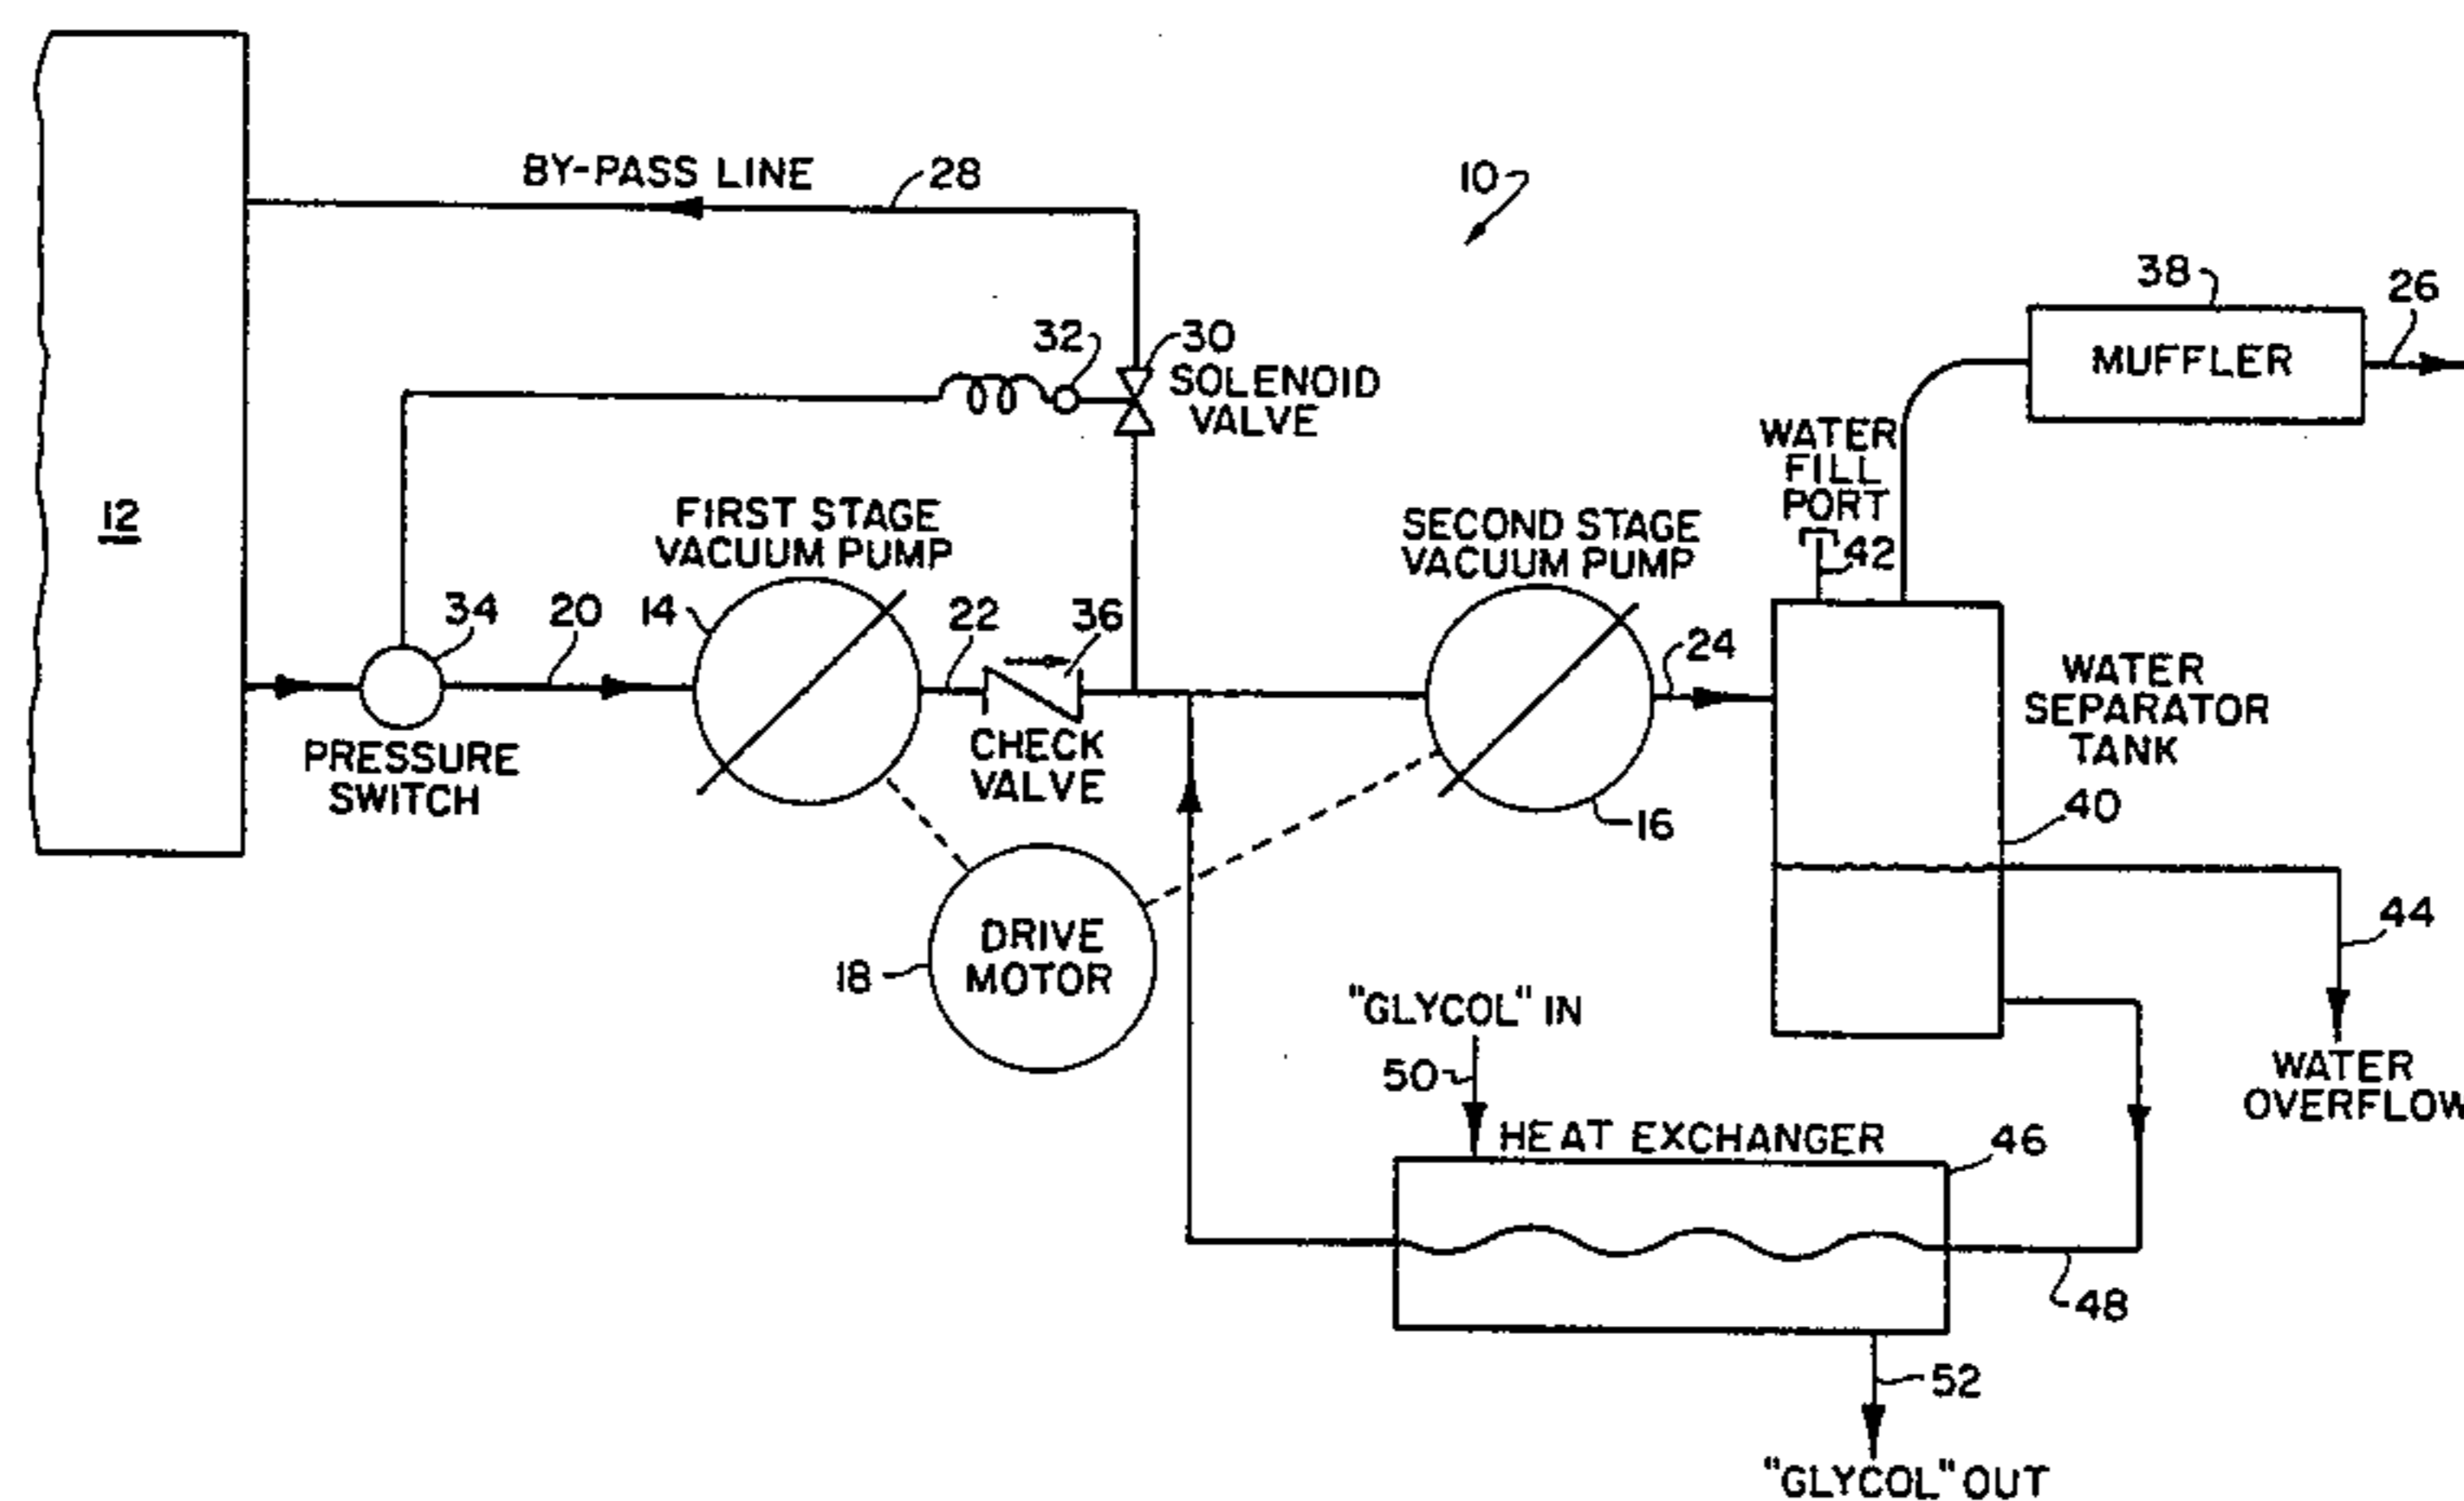 BY-PASS LINE
28
10
38
26
MUFFLER
32
30
SOLENOID
VALVE
WATER
FILL
PORT
42
12
FIRST STAGE
VACUUM PUMP
SECOND STAGE
VACUUM PUMP
34
20
14
22
36
24
WATER
SEPARATOR
TANK
PRESSURE
SWITCH
CHECK
VALVE
16
40
DRIVE
MOTOR
18
44
"GLYCOL" IN
50
WATER
OVERFLOW
HEAT EXCHANGER
46
48
52
"GLYCOL" OUT